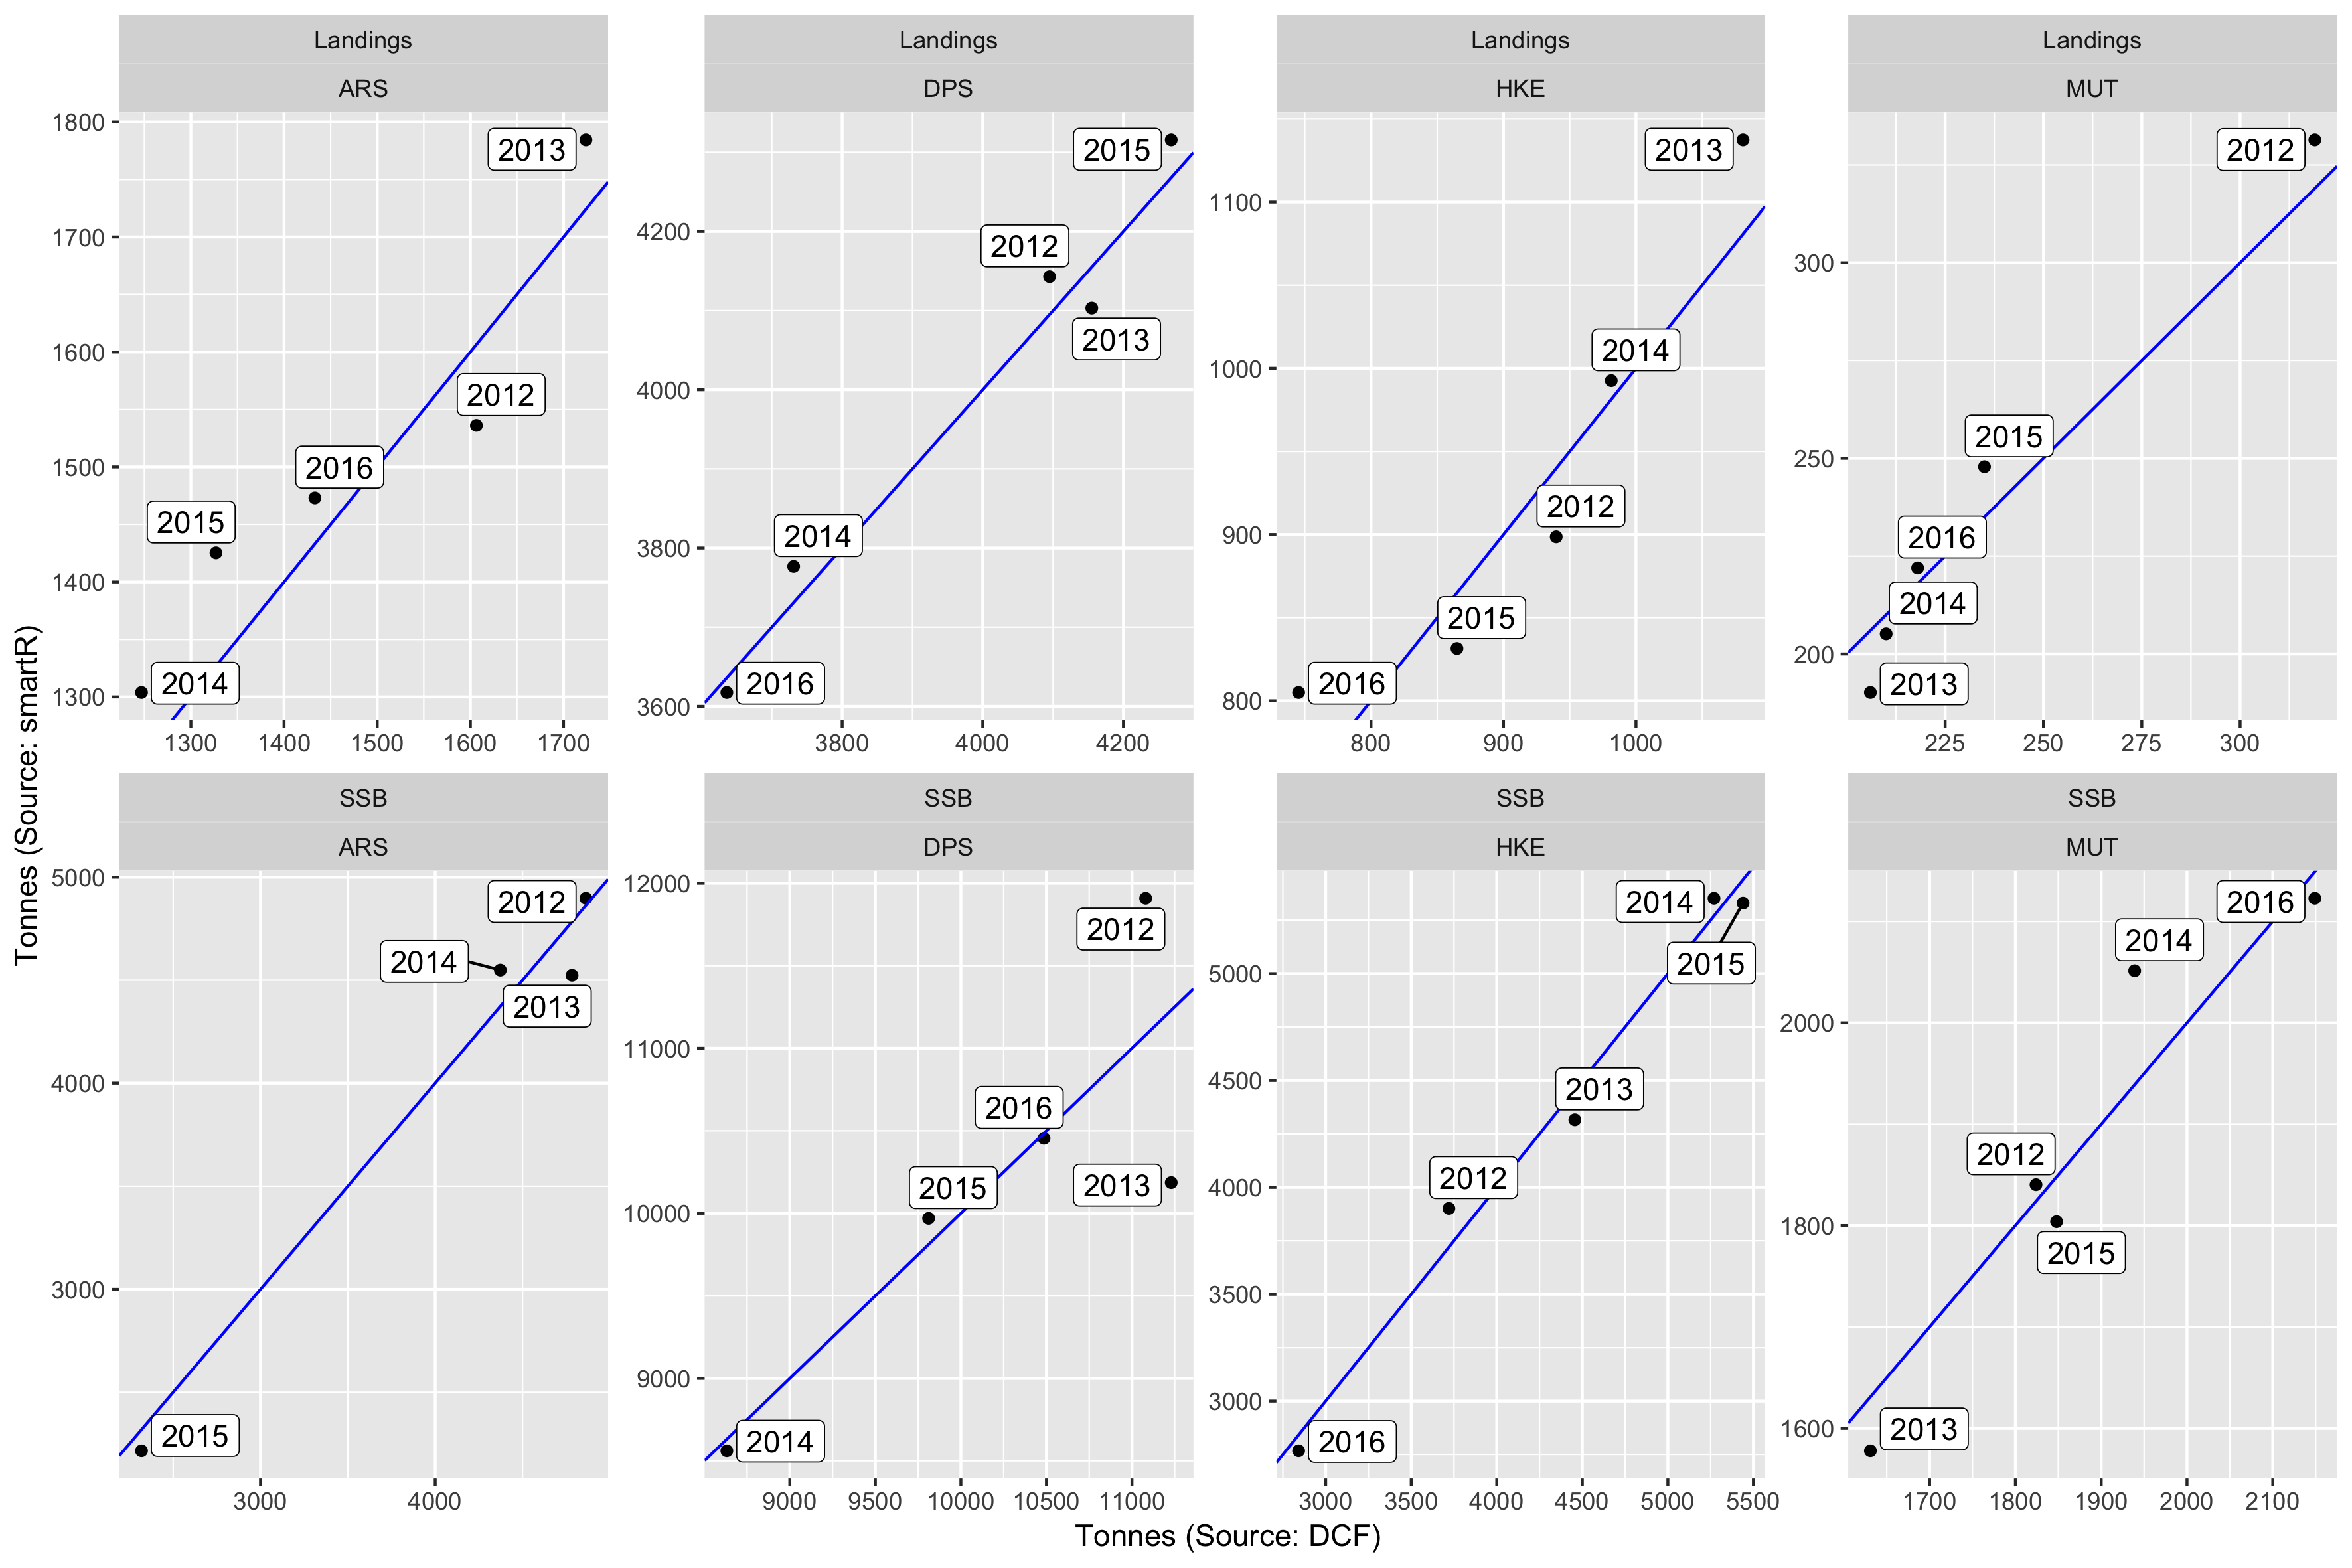 Landings
ARS
1800
1700
1600
1500
1400
1300
2013
2012
2016
2015
2014
1300 1400 1500 1600 1700
Landings
DPS
4200
4000
3800
3600
2015
2012
2013
2014
2016
3800 4000 4200
Landings
HKE
1100
1000
900
800
2013
2014
2012
2015
2016
800 900 1000
Landings
MUT
300
250
200
2012
2015
2016
2014
2013
225 250 275 300
SSB
ARS
5000
4000
3000
2012
2014
2013
2015
3000 4000
SSB
DPS
12000
11000
10000
9000
2012
2016
2013
2015
2014
9000 9500 10000 10500 11000
SSB
HKE
5000
4500
4000
3500
3000
2014
2015
2013
2012
2016
3000 3500 4000 4500 5000 5500
SSB
MUT
2000
1800
1600
2016
2014
2012
2015
2013
1700 1800 1900 2000 2100
Tonnes (Source: smartR)
Tonnes (Source: DCF)